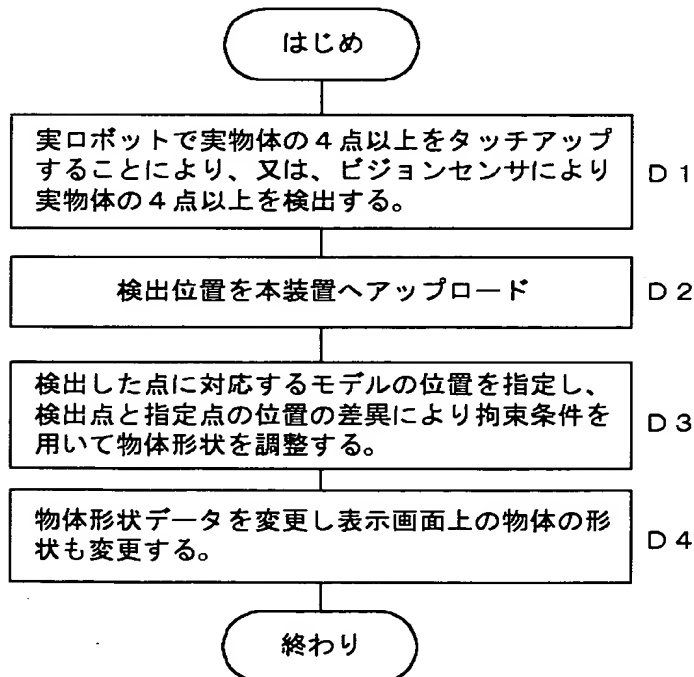 はじめ
実ロボットで実物体の４点以上をタッチアップ
することにより、又は、ビジョンセンサにより
実物体の４点以上を検出する。
Ｄ１
検出位置を本装置へアップロード
Ｄ２
検出した点に対応するモデルの位置を指定し、
検出点と指定点の位置の差異により拘束条件を
用いて物体形状を調整する。
Ｄ３
物体形状データを変更し表示画面上の物体の形
状も変更する。
Ｄ４
終わり